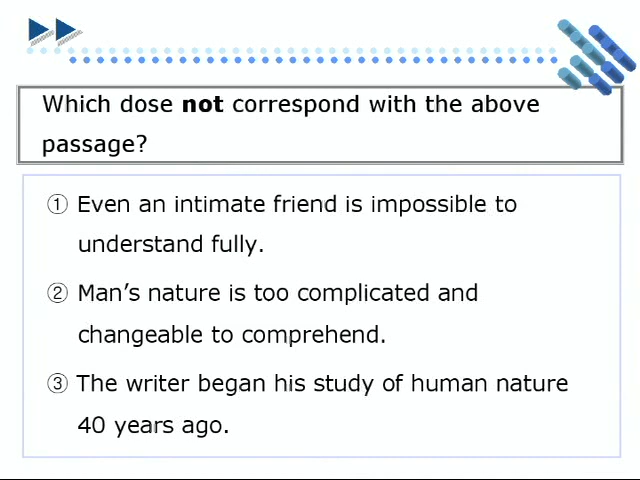 Which dose not correspond with the above
passage?
① Even an intimate friend is impossible to
understand fully.
② Man’s nature is too complicated and
changeable to comprehend.
③ The writer began his study of human nature
40 years ago.